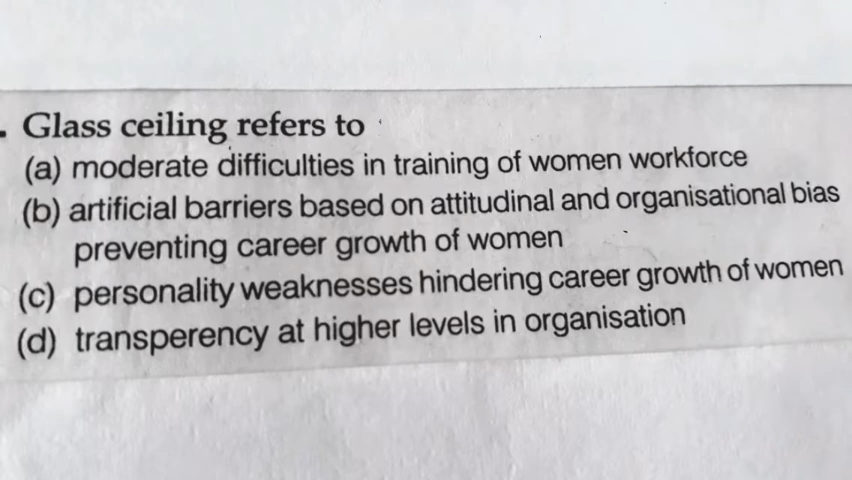 . Glass ceiling refers to
(a) moderate difficulties in training of women workforce
(b) artificial barriers based on attitudinal and organisational bias
preventing career growth of women
(c) personality weaknesses hindering career growth of women
(d) transperency at higher levels in organisation